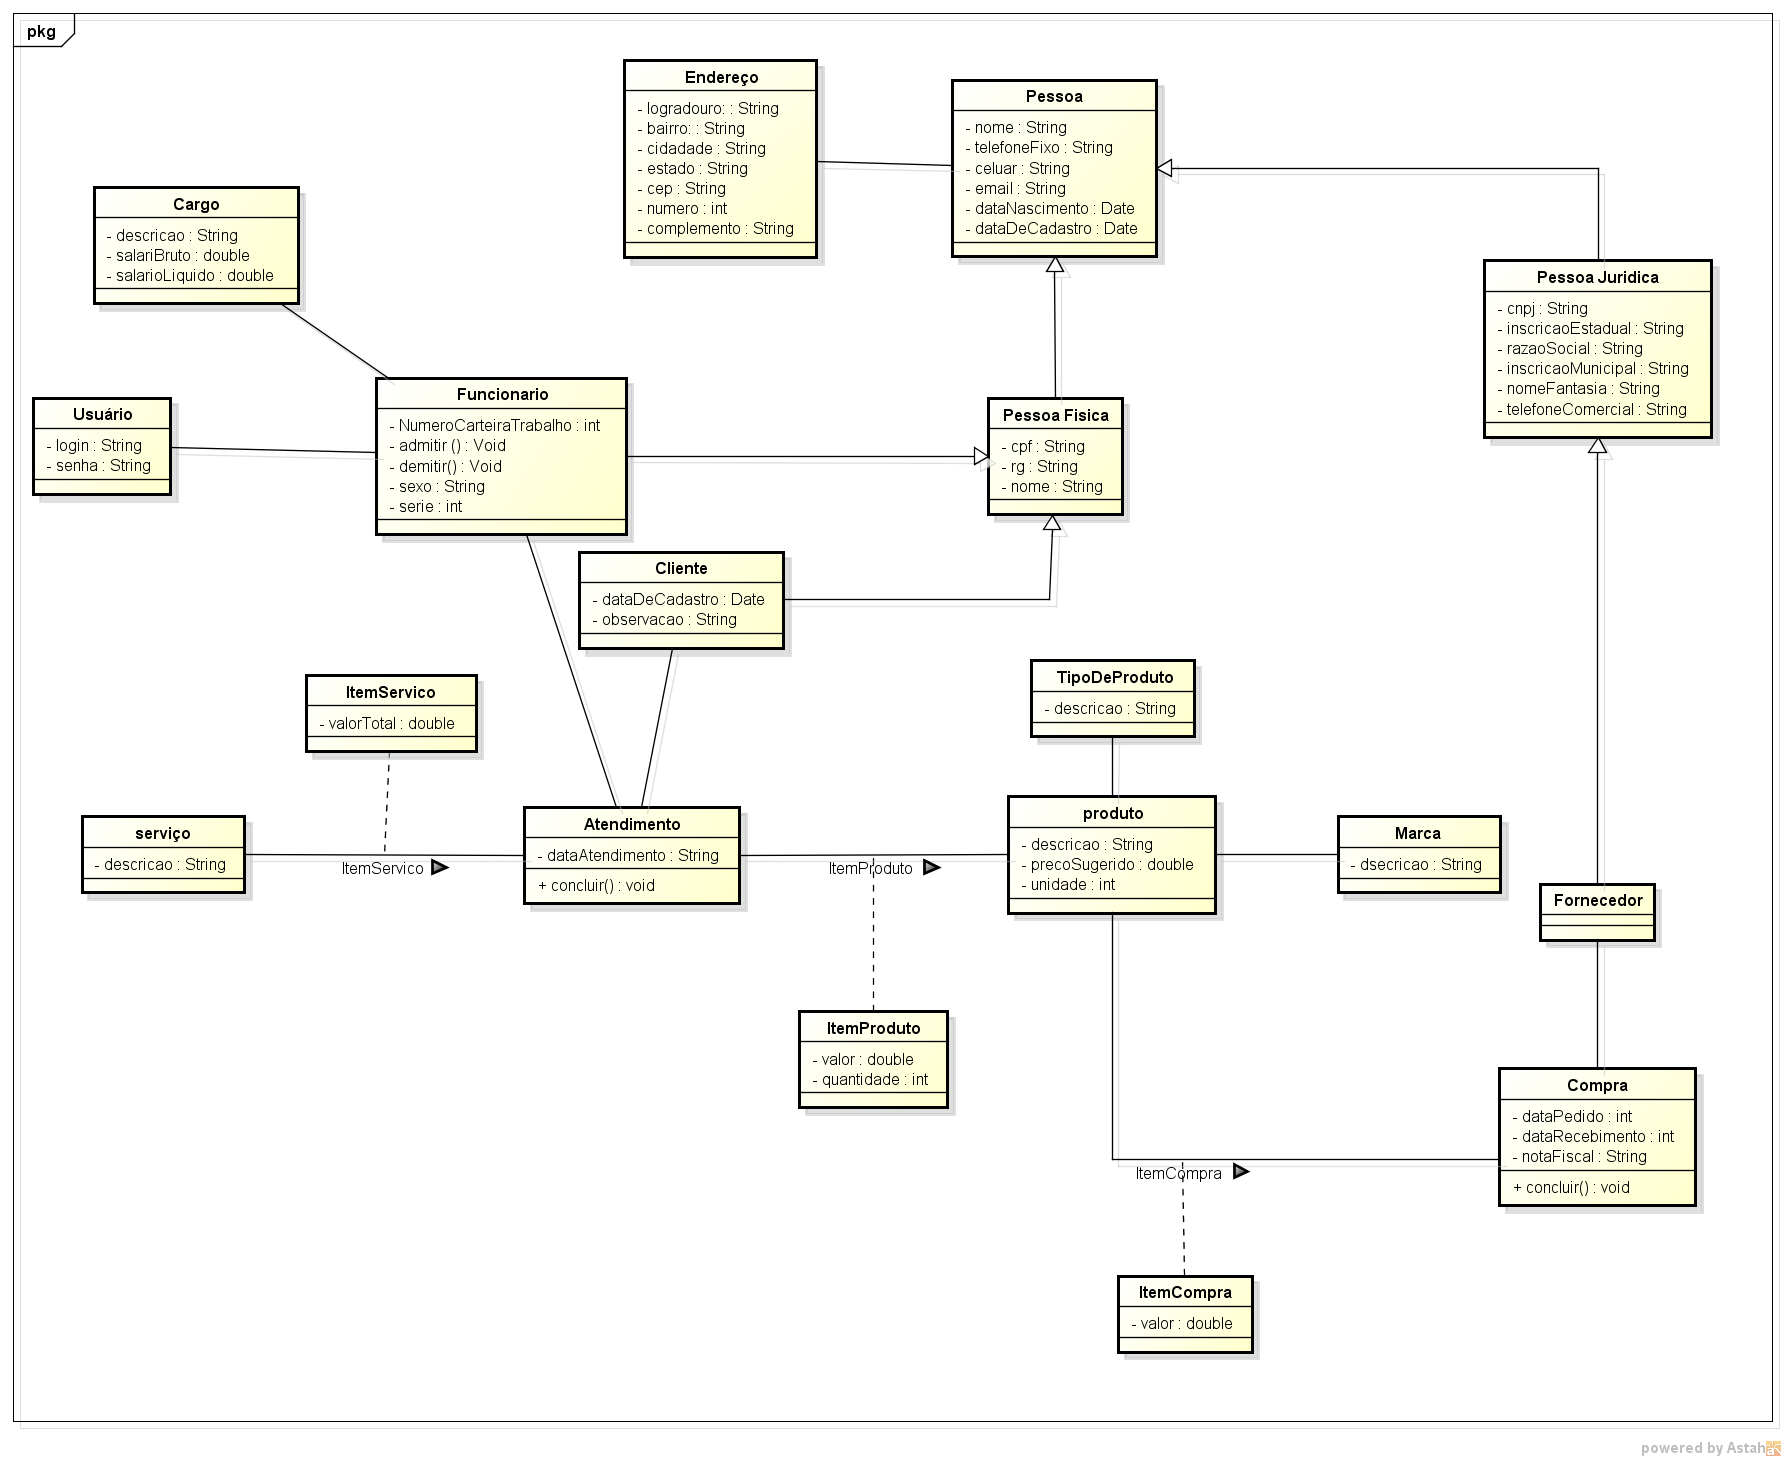 pkg
Endereço
- logradouro: : String
- bairro: : String
- cidadade : String
- estado : String
- cep : String
- numero : int
- complemento : String
Pessoa
- nome : String
- telefoneFixo : String
- celuar : String
- email : String
- dataNascimento : Date
- dataDeCadastro : Date
Cargo
- descricao : String
- salariBruto : double
- salarioLiquido : double
Pessoa Juridica
- cnpj : String
- inscricaoEstadual : String
- razaoSocial : String
- inscricaoMunicipal : String
- nomeFantasia : String
- telefoneComercial : String
Usuário
- login : String
- senha : String
Funcionario
- NumeroCarteiraTrabalho : int
- admitir () : Void
- demitir() : Void
- sexo : String
- serie : int
Pessoa Fisica
- cpf : String
- rg : String
- nome : String
Cliente
- dataDeCadastro : Date
- observacao : String
ItemServico
- valorTotal : double
TipoDeProduto
- descricao : String
serviço
- descricao : String
ItemServico
Atendimento
- dataAtendimento : String
+ concluir() : void
ItemProduto
produto
- descricao : String
- precoSugerido : double
- unidade : int
Marca
- dsecricao : String
Fornecedor
ItemProduto
- valor : double
- quantidade : int
Compra
- dataPedido : int
- dataRecebimento : int
- notaFiscal : String
+ concluir() : void
ItemCompra
ItemCompra
- valor : double
powered by Astah